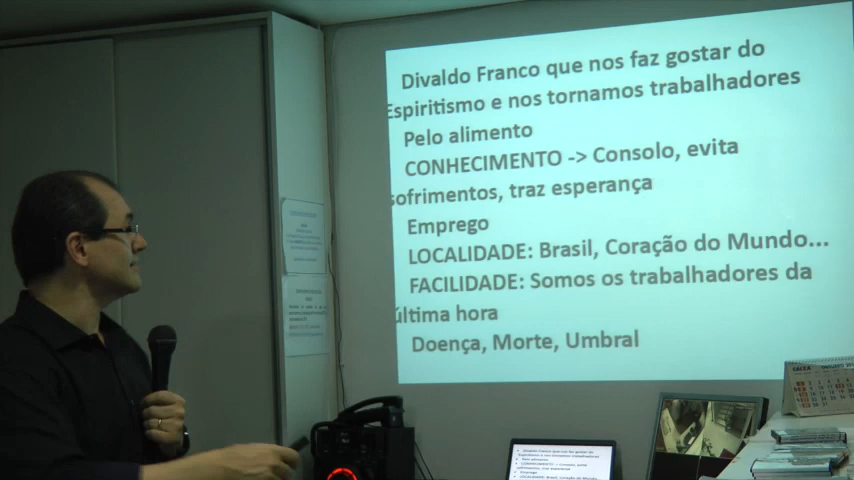 Divaldo Franco que nos faz gostar do
Espiritismo e nos tornamos trabalhadores
Pelo alimento
CONHECIMENTO -> Consolo, evita
sofrimentos, traz esperança
Emprego
LOCALIDADE: Brasil, Coração do Mundo...
FACILIDADE: Somos os trabalhadores da
última hora
Doença, Morte, Umbral
CAIXA